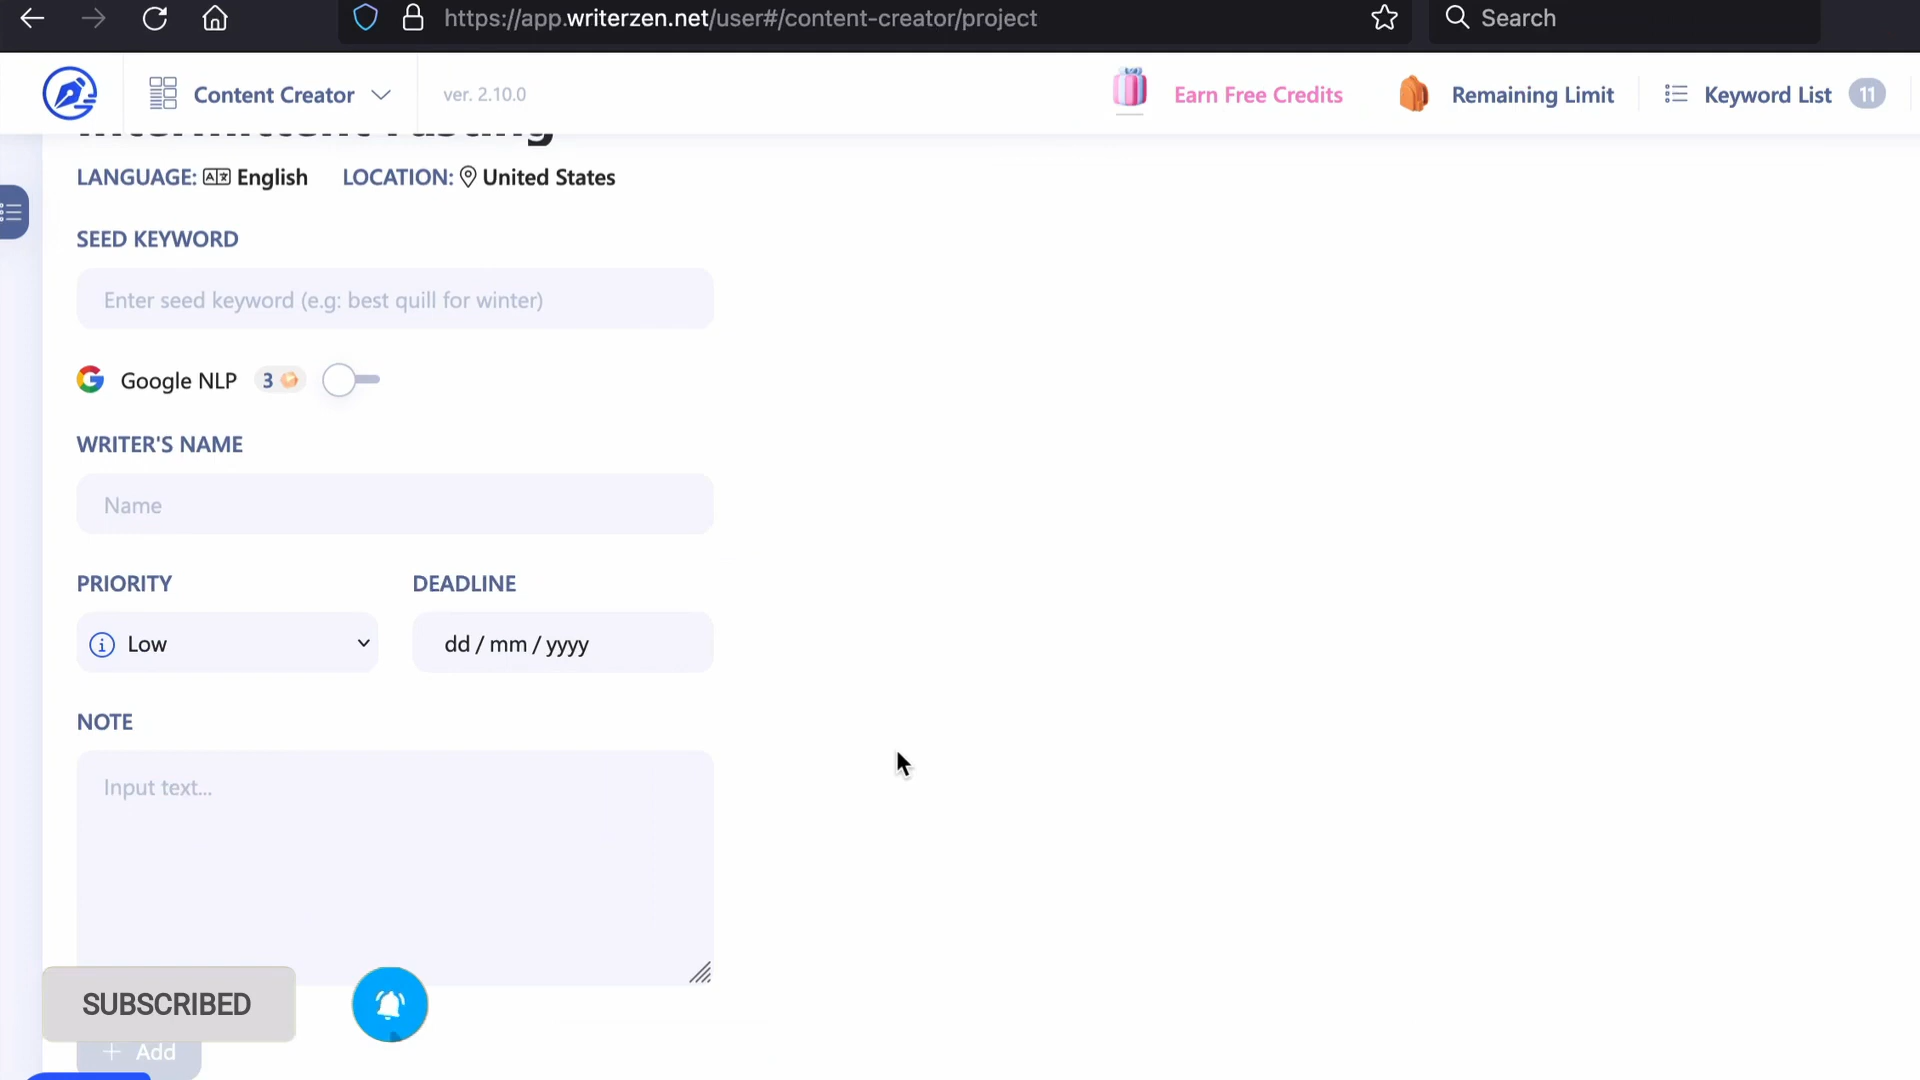 https://app.writerzen.net/user#/content-creator/project
Search
Content Creator
ver. 2.10.0
Earn Free Credits
Remaining Limit
Keyword List 11
Intermittent Fasting
LANGUAGE: English LOCATION: United States
SEED KEYWORD
Enter seed keyword (e.g: best quill for winter)
Google NLP 3
WRITER'S NAME
Name
PRIORITY DEADLINE
Low dd / mm / yyyy
NOTE
Input text...
SUBSCRIBED
+ Add